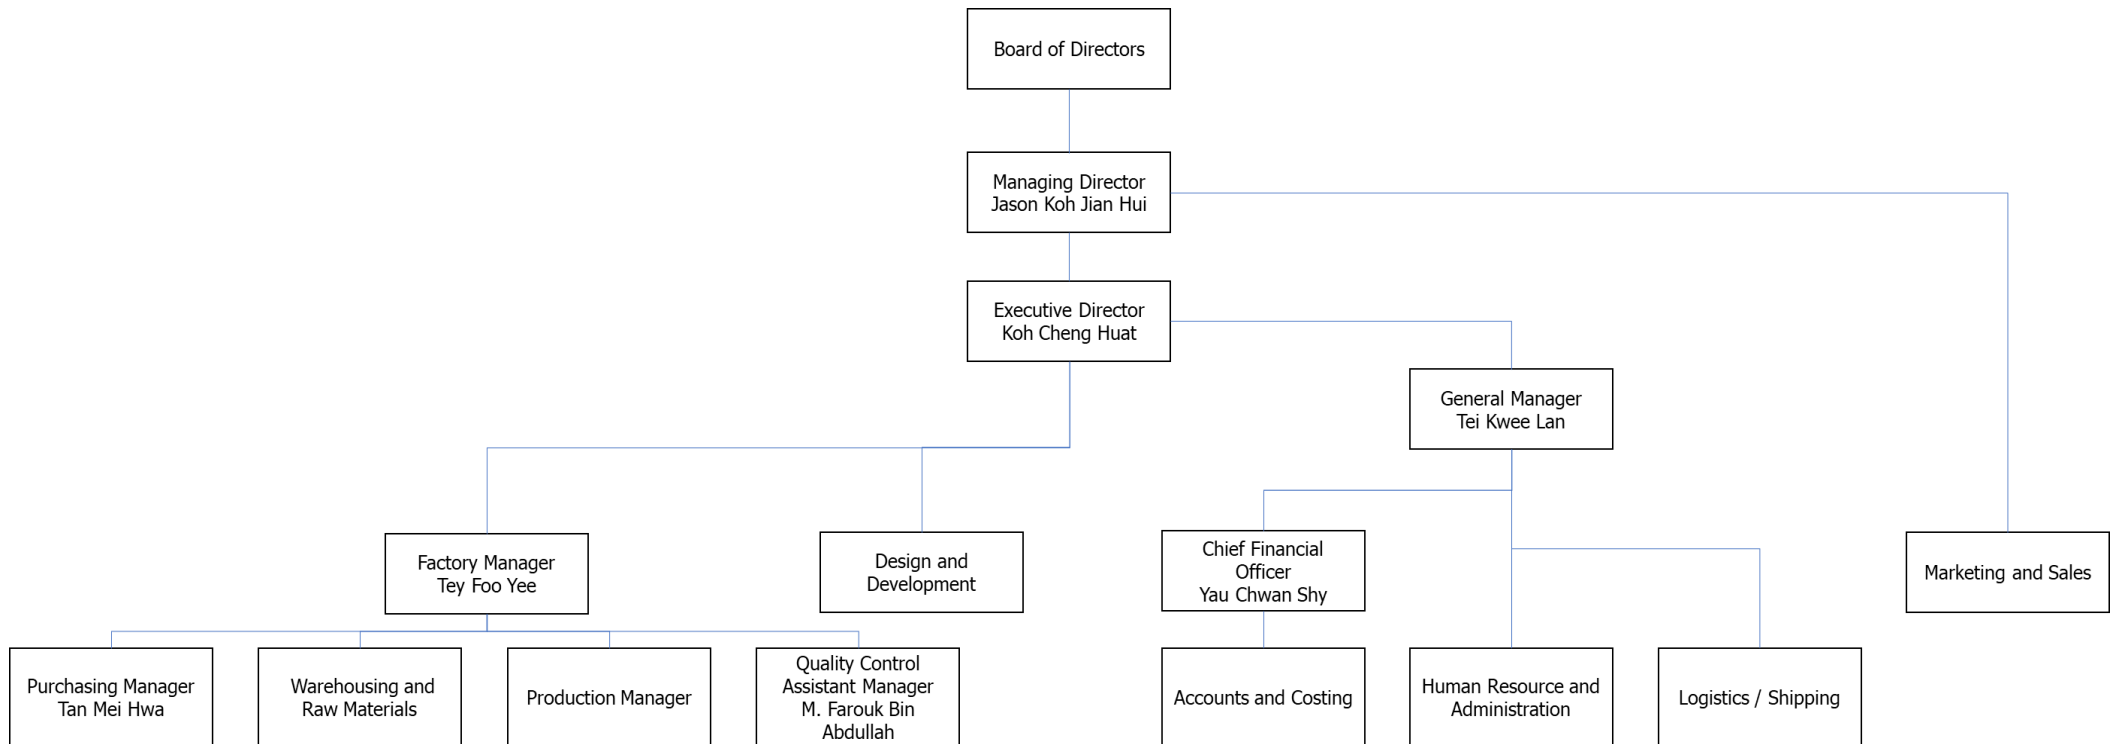 Board of Directors
Managing Director
Jason Koh Jian Hui
Executive Director
Koh Cheng Huat
General Manager
Tei Kwee Lan
Factory Manager
Tey Foo Yee
Design and
Development
Chief Financial
Officer
Yau Chwan Shy
Marketing and Sales
Purchasing Manager
Tan Mei Hwa
Warehousing and
Raw Materials
Production Manager
Quality Control
Assistant Manager
M. Farouk Bin
Abdullah
Accounts and Costing
Human Resource and
Administration
Logistics / Shipping